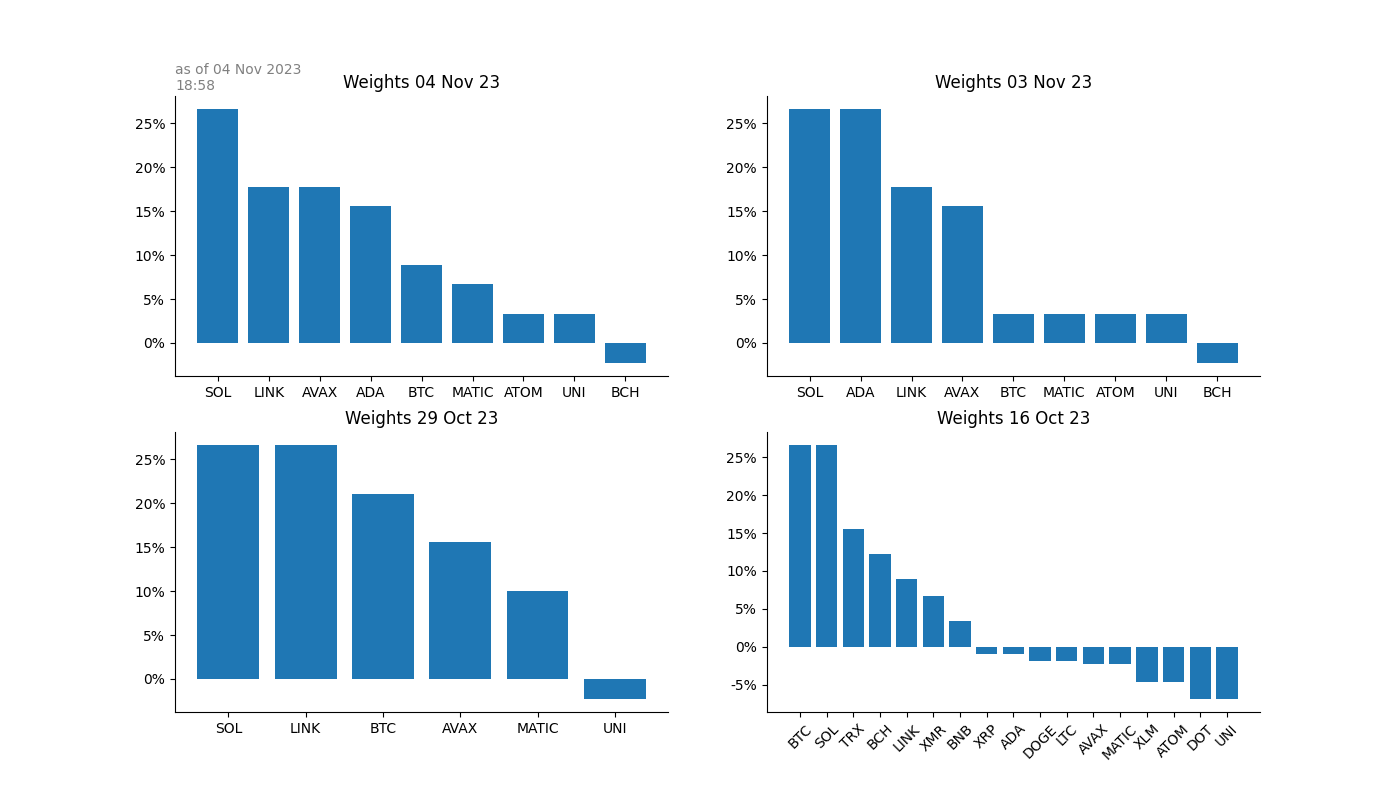 as of 04 Nov 2023
18:58
Weights 04 Nov 23
25%
20%
15%
10%
5%
0%
SOL LINK AVAX ADA BTC MATIC ATOM UNI BCH
Weights 03 Nov 23
25%
20%
15%
10%
5%
0%
SOL ADA LINK AVAX BTC MATIC ATOM UNI BCH
Weights 29 Oct 23
25%
20%
15%
10%
5%
0%
SOL LINK BTC AVAX MATIC UNI
Weights 16 Oct 23
25%
20%
15%
10%
5%
0%
-5%
BTC SOL TRX BCH LINK XMR BNB XRP ADA DOGE LTC AVAX MATIC XLM ATOM DOT UNI